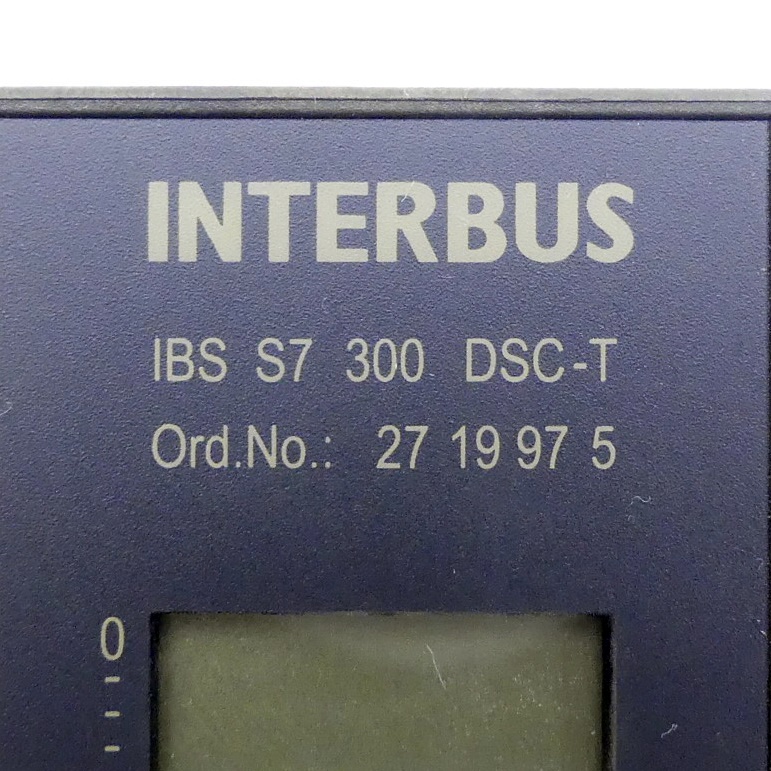 INTERBUS
IBS S7 300 DSC-T
Ord.No.: 27 19 97 5
0
-
-
-